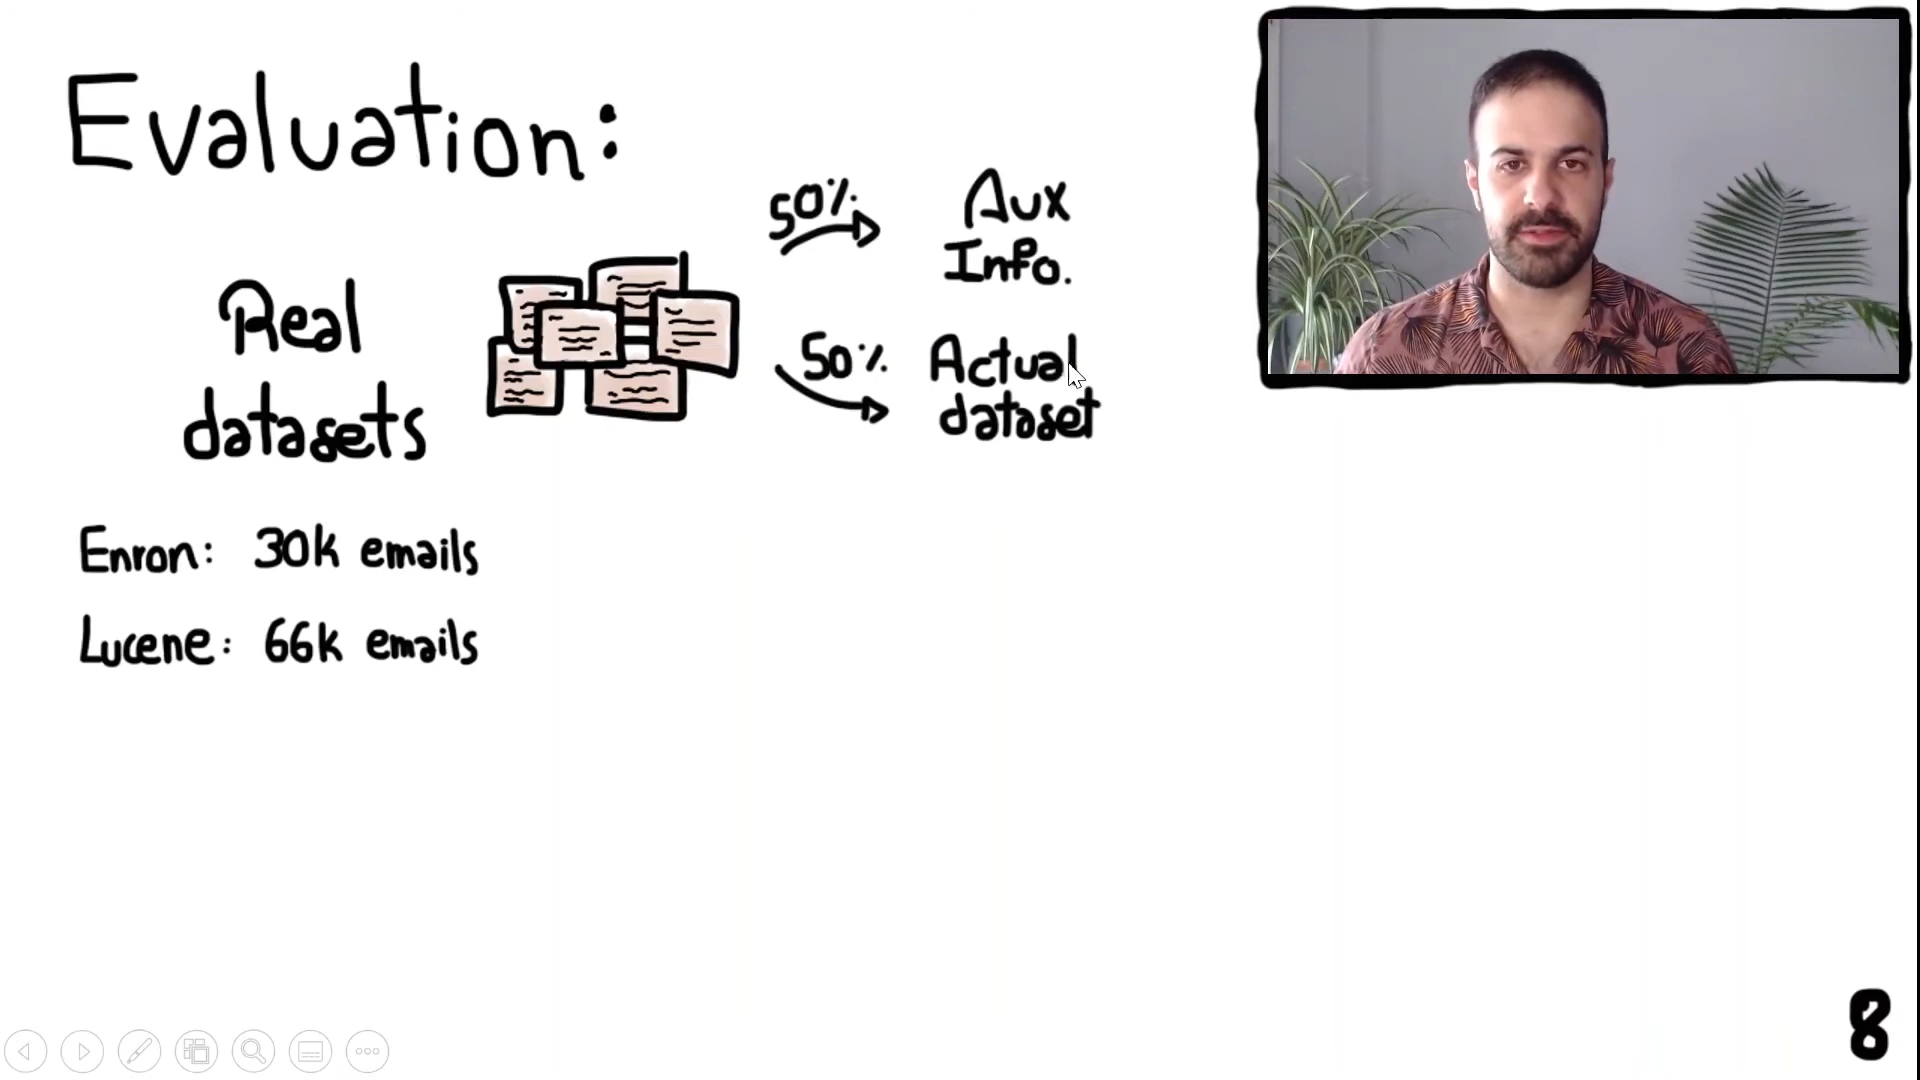 Evaluation:
Real
datasets
50%
Aux
Info.
50%
Actual
dataset
Enron: 30k emails
Lucene: 66k emails
8